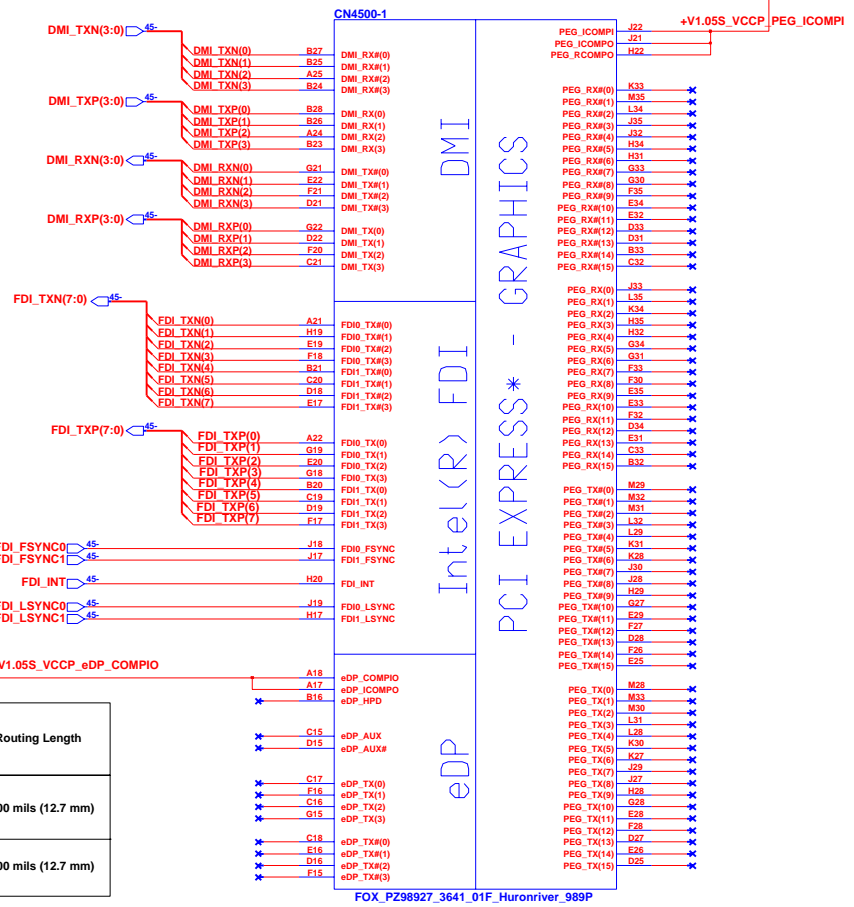 CN4500-1
+V1.05S_VCCP_PEG_ICOMPI
DMI_TXN(3:0) 45-
DMI_TXN(0) B27 DMI_RX#(0)
DMI_TXN(1) B25 DMI_RX#(1)
DMI_TXN(2) A25 DMI_RX#(2)
DMI_TXN(3) B24 DMI_RX#(3)
DMI_TXP(3:0) 45-
DMI_TXP(0) B28 DMI_RX(0)
DMI_TXP(1) B26 DMI_RX(1)
DMI_TXP(2) A24 DMI_RX(2)
DMI_TXP(3) B23 DMI_RX(3)
DMI_RXN(3:0) 45-
DMI_RXN(0) G21 DMI_TX#(0)
DMI_RXN(1) E22 DMI_TX#(1)
DMI_RXN(2) F21 DMI_TX#(2)
DMI_RXN(3) D21 DMI_TX#(3)
DMI_RXP(3:0) 45-
DMI_RXP(0) G22 DMI_TX(0)
DMI_RXP(1) D22 DMI_TX(1)
DMI_RXP(2) F20 DMI_TX(2)
DMI_RXP(3) C21 DMI_TX(3)
FDI_TXN(7:0) 45-
FDI_TXN(0) A21 FDI0_TX#(0)
FDI_TXN(1) H19 FDI0_TX#(1)
FDI_TXN(2) E19 FDI0_TX#(2)
FDI_TXN(3) F18 FDI0_TX#(3)
FDI_TXN(4) B21 FDI1_TX#(0)
FDI_TXN(5) C20 FDI1_TX#(1)
FDI_TXN(6) D18 FDI1_TX#(2)
FDI_TXN(7) E17 FDI1_TX#(3)
FDI_TXP(7:0) 45-
FDI_TXP(0) A22 FDI0_TX(0)
FDI_TXP(1) G19 FDI0_TX(1)
FDI_TXP(2) E20 FDI0_TX(2)
FDI_TXP(3) G18 FDI0_TX(3)
FDI_TXP(4) B20 FDI1_TX(0)
FDI_TXP(5) C19 FDI1_TX(1)
FDI_TXP(6) D19 FDI1_TX(2)
FDI_TXP(7) F17 FDI1_TX(3)
FDI_FSYNC0 45- J18 FDI0_FSYNC
FDI_FSYNC1 45- J17 FDI1_FSYNC
FDI_INT 45- H20 FDI_INT
FDI_LSYNC0 45- J19 FDI0_LSYNC
FDI_LSYNC1 45- H17 FDI1_LSYNC
V1.05S_VCCP_eDP_COMPIO
A18 eDP_COMPIO
A17 eDP_ICOMPO
B16 eDP_HPD
C15 eDP_AUX
D15 eDP_AUX#
C17 eDP_TX(0)
F16 eDP_TX(1)
C16 eDP_TX(2)
G15 eDP_TX(3)
C18 eDP_TX#(0)
E16 eDP_TX#(1)
D16 eDP_TX#(2)
F15 eDP_TX#(3)
DMI
Intel(R) FDI
eDP
PCI EXPRESS* - GRAPHICS
PEG_ICOMPI J22
PEG_ICOMPO J21
PEG_RCOMPO H22
PEG_RX#(0) K33
PEG_RX#(1) M35
PEG_RX#(2) L34
PEG_RX#(3) J35
PEG_RX#(4) J32
PEG_RX#(5) H34
PEG_RX#(6) H31
PEG_RX#(7) G33
PEG_RX#(8) G30
PEG_RX#(9) F35
PEG_RX#(10) E34
PEG_RX#(11) E32
PEG_RX#(12) D33
PEG_RX#(13) D31
PEG_RX#(14) B33
PEG_RX#(15) C32
PEG_RX(0) J33
PEG_RX(1) L35
PEG_RX(2) K34
PEG_RX(3) H35
PEG_RX(4) H32
PEG_RX(5) G34
PEG_RX(6) G31
PEG_RX(7) F33
PEG_RX(8) F30
PEG_RX(9) E35
PEG_RX(10) E33
PEG_RX(11) F32
PEG_RX(12) D34
PEG_RX(13) E31
PEG_RX(14) C33
PEG_RX(15) B32
PEG_TX#(0) M29
PEG_TX#(1) M32
PEG_TX#(2) M31
PEG_TX#(3) L32
PEG_TX#(4) L29
PEG_TX#(5) K31
PEG_TX#(6) K28
PEG_TX#(7) J30
PEG_TX#(8) J28
PEG_TX#(9) H29
PEG_TX#(10) G27
PEG_TX#(11) E29
PEG_TX#(12) F27
PEG_TX#(13) D28
PEG_TX#(14) F26
PEG_TX#(15) E25
PEG_TX(0) M28
PEG_TX(1) M33
PEG_TX(2) M30
PEG_TX(3) L31
PEG_TX(4) L28
PEG_TX(5) K30
PEG_TX(6) K27
PEG_TX(7) J29
PEG_TX(8) J27
PEG_TX(9) H28
PEG_TX(10) G28
PEG_TX(11) E28
PEG_TX(12) F28
PEG_TX(13) D27
PEG_TX(14) E26
PEG_TX(15) D25
Routing Length
00 mils (12.7 mm)
00 mils (12.7 mm)
FOX_PZ98927_3641_01F_Huronriver_989P